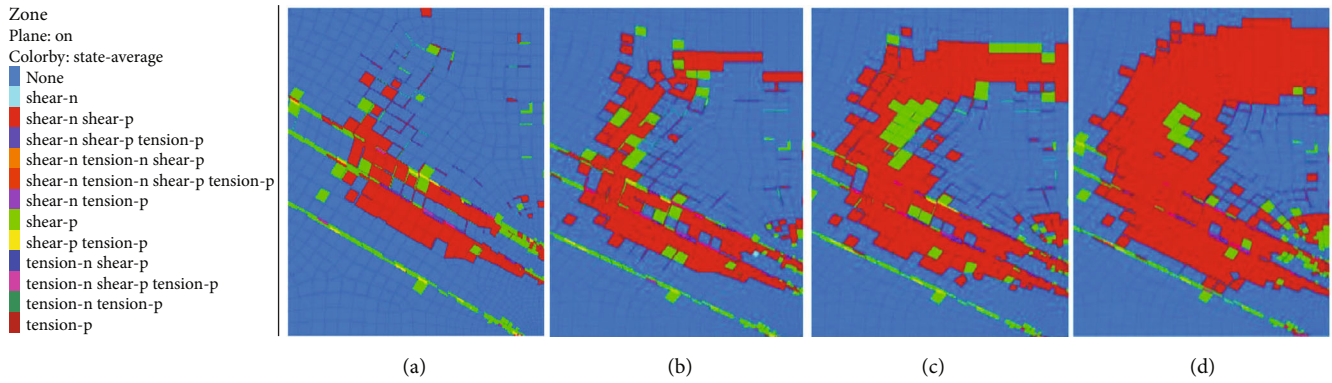 Zone
Plane: on
Colorby: state-average
None
shear-n
shear-n shear-p
shear-n shear-p tension-p
shear-n tension-n shear-p
shear-n tension-n shear-p tension-p
shear-n tension-p
shear-p
shear-p tension-p
tension-n shear-p
tension-n shear-p tension-p
tension-n tension-p
tension-p
(a) (b) (c) (d)